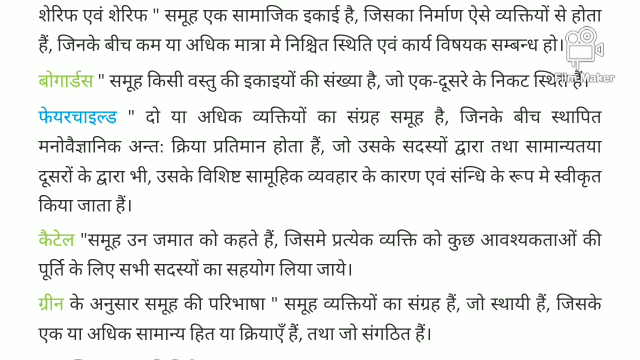 शेरिफ एवं शेरिफ " समूह एक सामाजिक इकाई है, जिसका निर्माण ऐसे व्यक्तियों से होता
हैं, जिनके बीच कम या अधिक मात्रा मे निश्चित स्थिति एवं कार्य विषयक सम्बन्ध हो।
बोगार्डस " समूह किसी वस्तु की इकाइयों की संख्या है, जो एक-दूसरे के निकट स्थित हैं।
FilmMaker
फेयरचाइल्ड " दो या अधिक व्यक्तियों का संग्रह समूह है, जिनके बीच स्थापित
मनोवैज्ञानिक अन्त: क्रिया प्रतिमान होता हैं, जो उसके सदस्यों द्वारा तथा सामान्यतया
दूसरों के द्वारा भी, उसके विशिष्ट सामूहिक व्यवहार के कारण एवं सन्धि के रूप मे स्वीकृत
किया जाता हैं।
कैटेल "समूह उन जमात को कहते हैं, जिसमे प्रत्येक व्यक्ति को कुछ आवश्यकताओं की
पूर्ति के लिए सभी सदस्यों का सहयोग लिया जाये।
ग्रीन के अनुसार समूह की परिभाषा " समूह व्यक्तियों का संग्रह हैं, जो स्थायी हैं, जिसके
एक या अधिक सामान्य हित या क्रियाएँ हैं, तथा जो संगठित हैं।